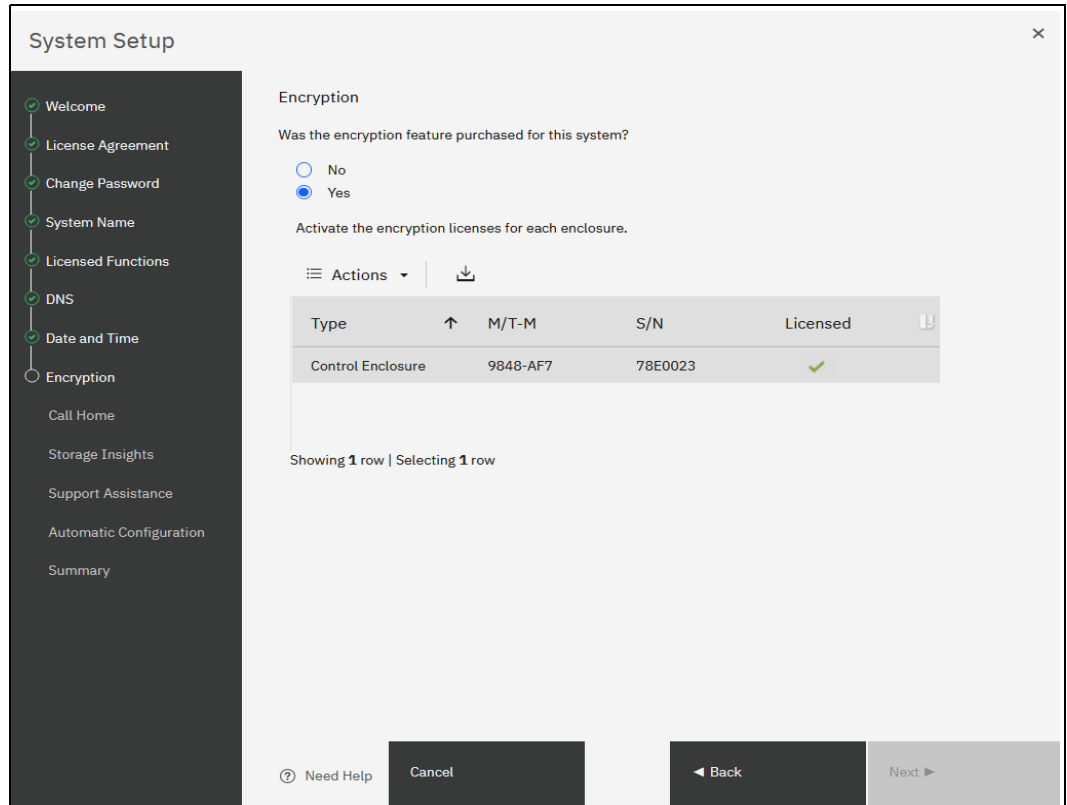 System Setup
Welcome
License Agreement
Change Password
System Name
Licensed Functions
DNS
Date and Time
Encryption
Call Home
Storage Insights
Support Assistance
Automatic Configuration
Summary
Encryption
Was the encryption feature purchased for this system?
No
Yes
Activate the encryption licenses for each enclosure.
Actions
Type M/T-M S/N Licensed
Control Enclosure 9848-AF7 78E0023
Showing 1 row | Selecting 1 row
Need Help Cancel Back Next